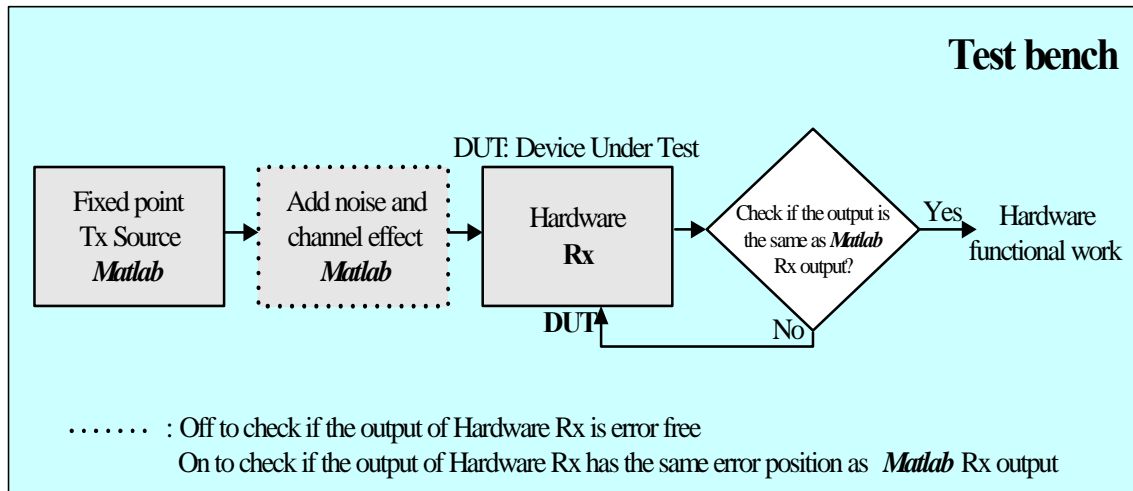 Test bench
DUT: Device Under Test
Fixed point
Tx Source
Matlab
Add noise and
channel effect
Matlab
Hardware
Rx
DUT
Check if the output is
the same as Matlab
Rx output?
Yes
No
Hardware
functional work
....... : Off to check if the output of Hardware Rx is error free
On to check if the output of Hardware Rx has the same error position as Matlab Rx output